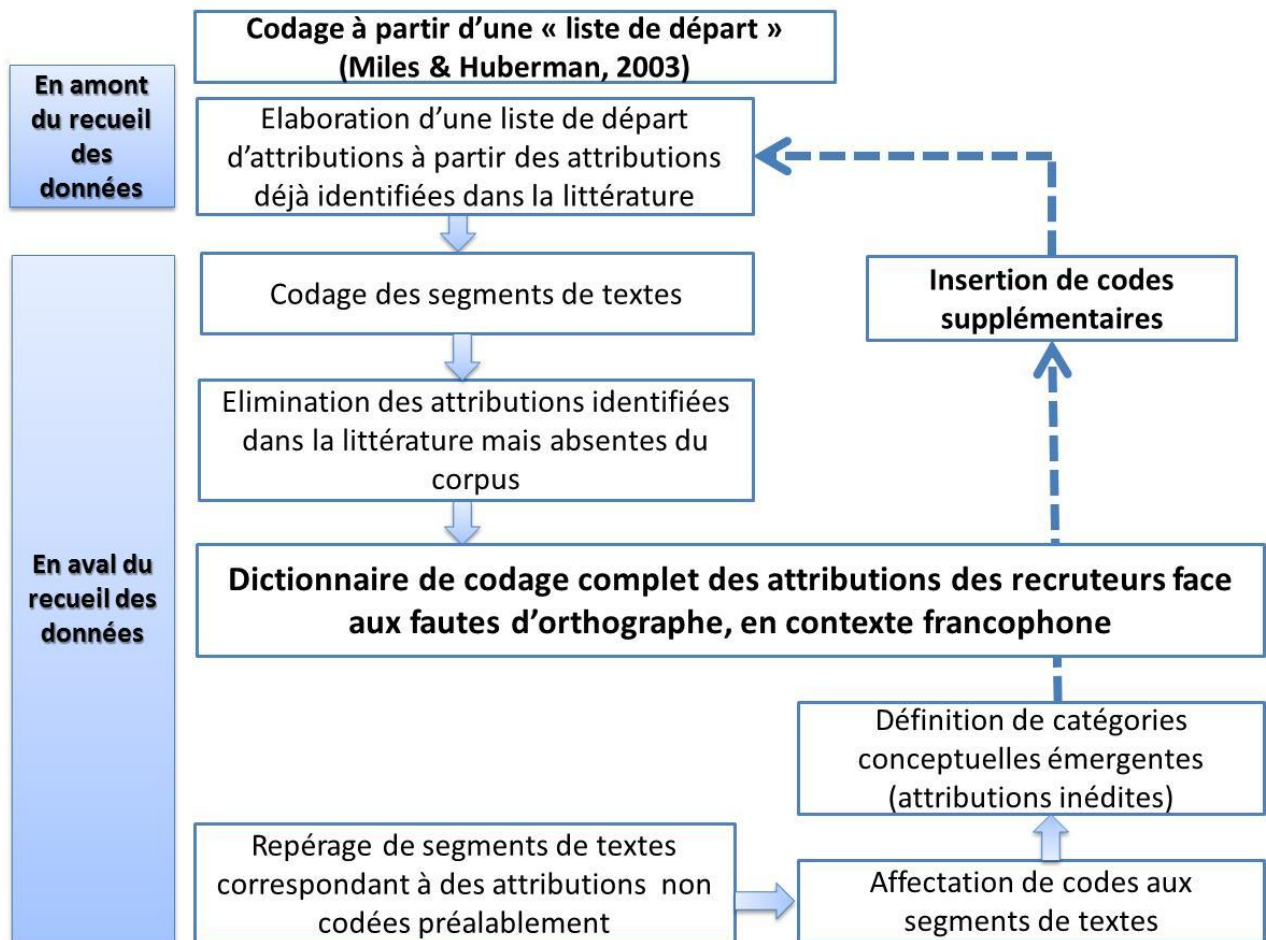 Codage à partir d’une « liste de départ »
(Miles & Huberman, 2003)
En amont
du recueil
des
données
Elaboration d’une liste de départ
d’attributions à partir des attributions
déjà identifiées dans la littérature
Codage des segments de textes
Insertion de codes
supplémentaires
Elimination des attributions identifiées
dans la littérature mais absentes du
corpus
En aval du
recueil des
données
Dictionnaire de codage complet des attributions des recruteurs face
aux fautes d’orthographe, en contexte francophone
Définition de catégories
conceptuelles émergentes
(attributions inédites)
Repérage de segments de textes
correspondant à des attributions non
codées préalablement
Affectation de codes aux
segments de textes